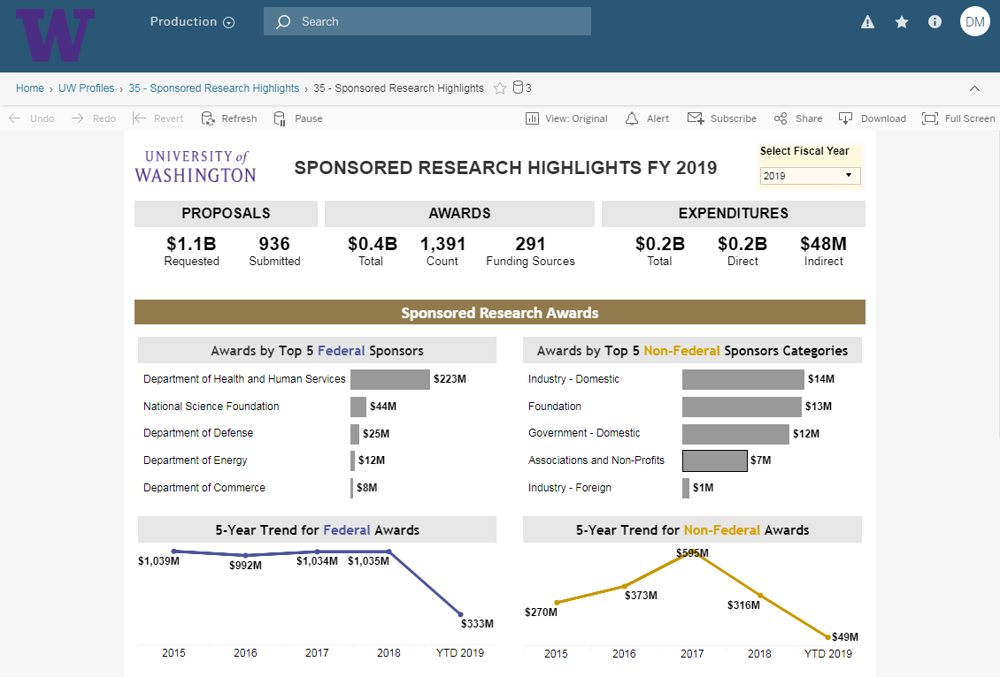 W
Production
Search
DM
Home › UW Profiles › 35 - Sponsored Research Highlights › 35 - Sponsored Research Highlights 3
Undo Redo Revert Refresh Pause View: Original Alert Subscribe Share Download Full Screen
UNIVERSITY of
WASHINGTON
SPONSORED RESEARCH HIGHLIGHTS FY 2019
Select Fiscal Year
2019
PROPOSALS AWARDS EXPENDITURES
$1.1B 936 $0.4B 1,391 291 $0.2B $0.2B $48M
Requested Submitted Total Count Funding Sources Total Direct Indirect
Sponsored Research Awards
Awards by Top 5 Federal Sponsors
Department of Health and Human Services $223M
National Science Foundation $44M
Department of Defense $25M
Department of Energy $12M
Department of Commerce $8M
Awards by Top 5 Non-Federal Sponsors Categories
Industry - Domestic $14M
Foundation $13M
Government - Domestic $12M
Associations and Non-Profits $7M
Industry - Foreign $1M
5-Year Trend for Federal Awards
$1,039M $992M $1,034M $1,035M $333M
2015 2016 2017 2018 YTD 2019
5-Year Trend for Non-Federal Awards
$270M $373M $595M $316M $49M
2015 2016 2017 2018 YTD 2019